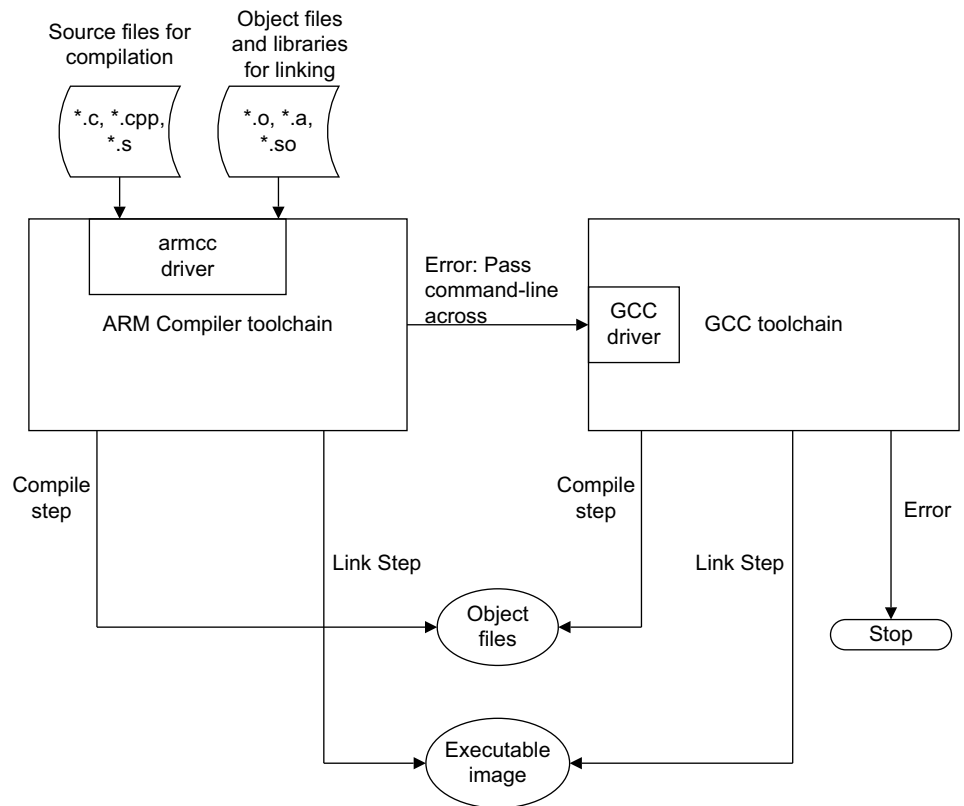 Source files for
compilation
Object files
and libraries
for linking
*.c, *.cpp,
*.s
*.o, *.a,
*.so
armcc
driver
ARM Compiler toolchain
Error: Pass
command-line
across
GCC
driver
GCC toolchain
Compile
step
Link Step
Compile
step
Link Step
Error
Object
files
Stop
Executable
image